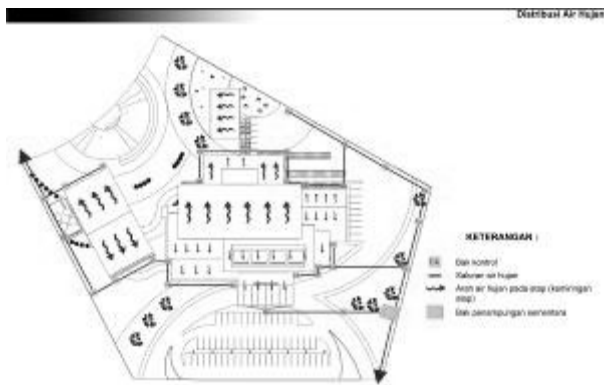 Distribusi Air Hujan
KETERANGAN :
Bak kontrol
Saluran air hujan
Arah air hujan pada atap (kemiringan
atap)
Bak penampungan sementara